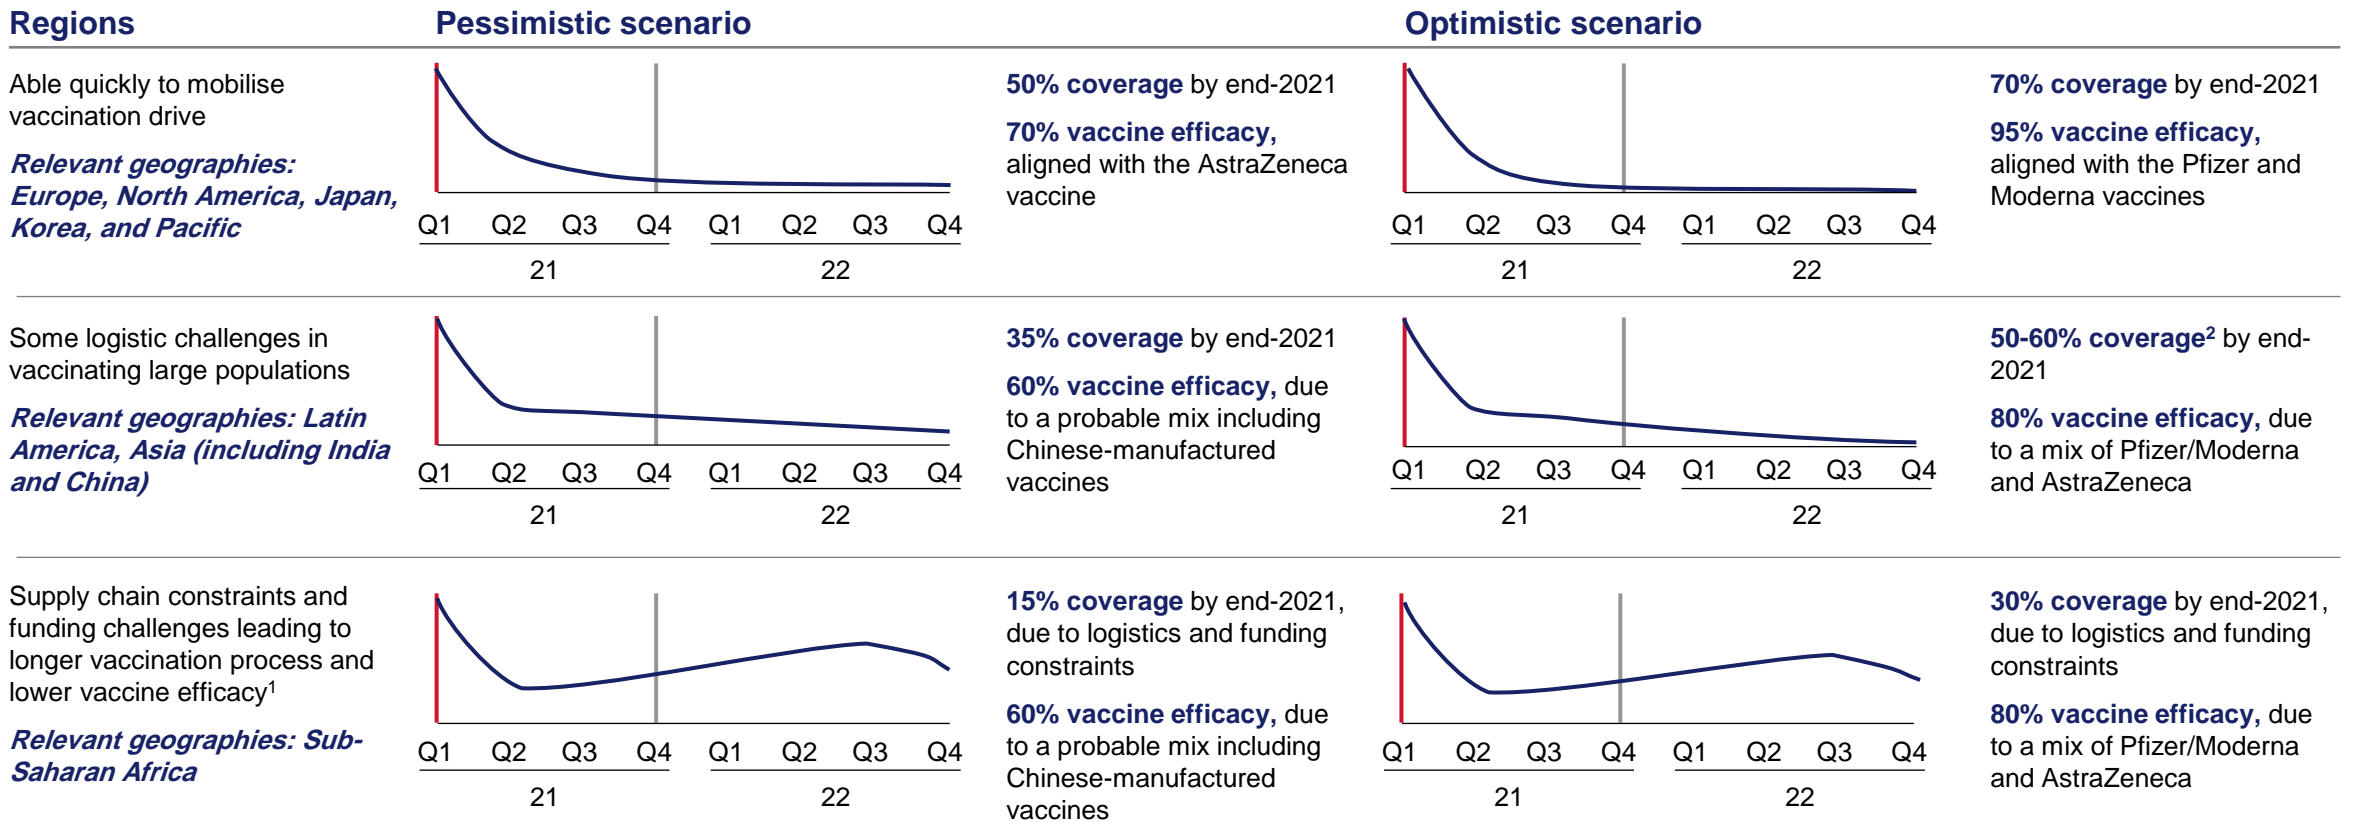 Regions
Pessimistic scenario
Optimistic scenario
Able quickly to mobilise
vaccination drive
Relevant geographies:
Europe, North America, Japan,
Korea, and Pacific
Q1 Q2 Q3 Q4 Q1 Q2 Q3 Q4
21 22
50% coverage by end-2021
70% vaccine efficacy,
aligned with the AstraZeneca
vaccine
Q1 Q2 Q3 Q4 Q1 Q2 Q3 Q4
21 22
70% coverage by end-2021
95% vaccine efficacy,
aligned with the Pfizer and
Moderna vaccines
Some logistic challenges in
vaccinating large populations
Relevant geographies: Latin
America, Asia (including India
and China)
Q1 Q2 Q3 Q4 Q1 Q2 Q3 Q4
21 22
35% coverage by end-2021
60% vaccine efficacy, due
to a probable mix including
Chinese-manufactured
vaccines
Q1 Q2 Q3 Q4 Q1 Q2 Q3 Q4
21 22
50-60% coverage² by end-
2021
80% vaccine efficacy, due
to a mix of Pfizer/Moderna
and AstraZeneca
Supply chain constraints and
funding challenges leading to
longer vaccination process and
lower vaccine efficacy¹
Relevant geographies: Sub-
Saharan Africa
Q1 Q2 Q3 Q4 Q1 Q2 Q3 Q4
21 22
15% coverage by end-2021,
due to logistics and funding
constraints
60% vaccine efficacy, due
to a probable mix including
Chinese-manufactured
vaccines
Q1 Q2 Q3 Q4 Q1 Q2 Q3 Q4
21 22
30% coverage by end-2021,
due to logistics and funding
constraints
80% vaccine efficacy, due
to a mix of Pfizer/Moderna
and AstraZeneca